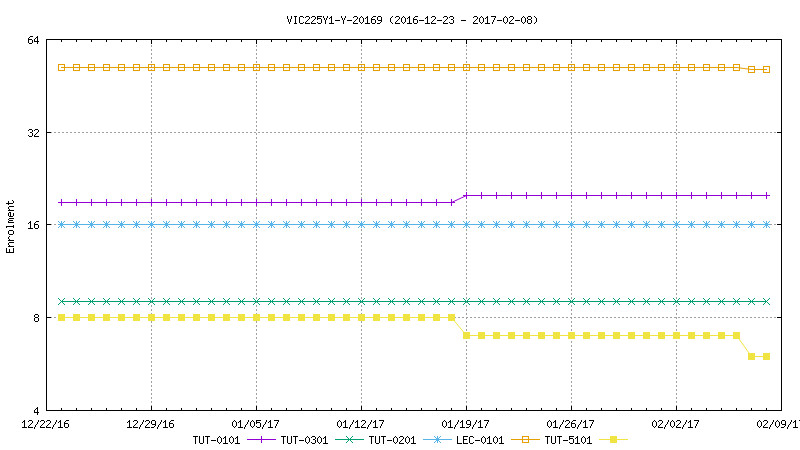 VIC225Y1-Y-20169 (2016-12-23 - 2017-02-08)
64
32
16
8
4
Enrolment
12/22/16 12/29/16 01/05/17 01/12/17 01/19/17 01/26/17 02/02/17 02/09/17
TUT-0101 TUT-0301 TUT-0201 LEC-0101 TUT-5101